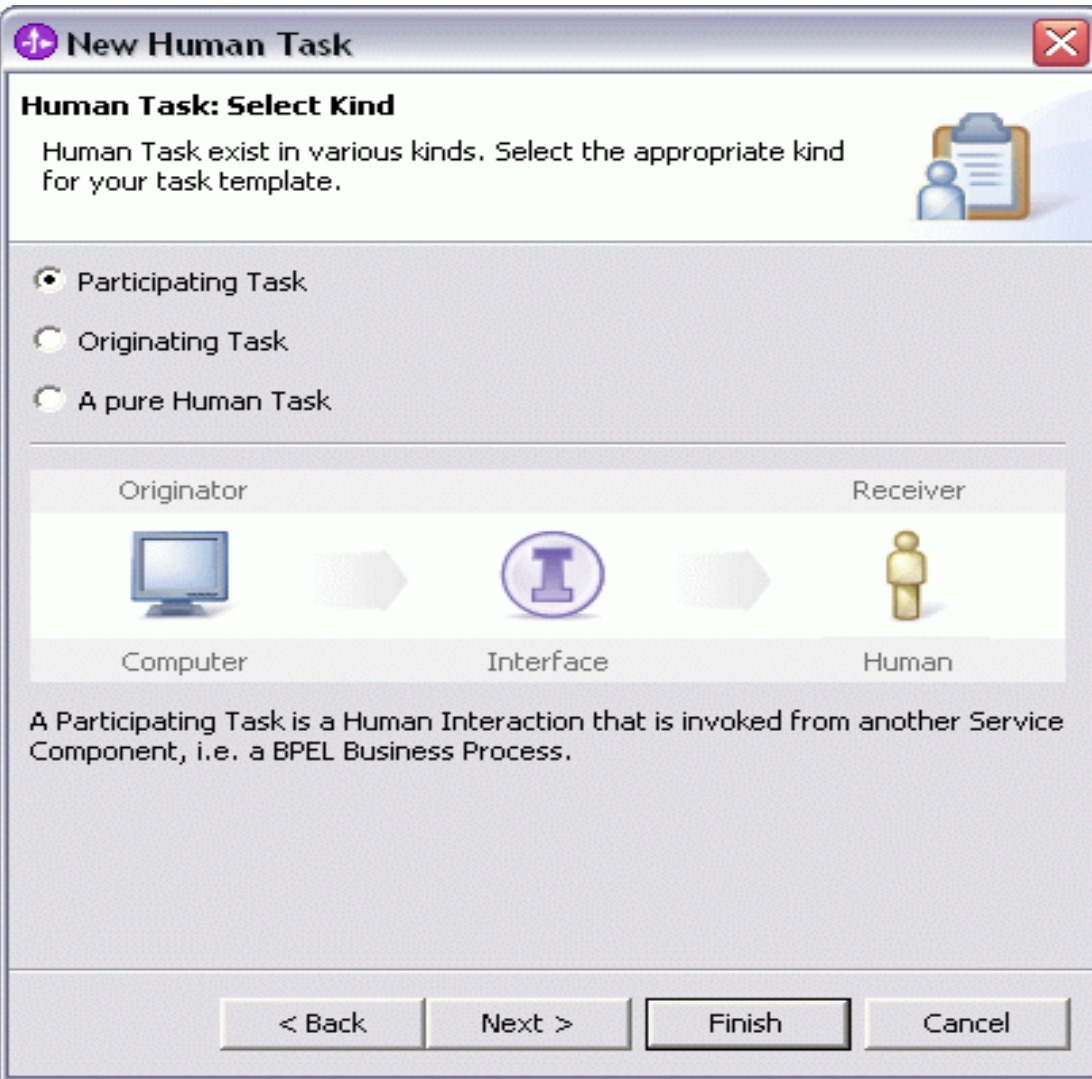 New Human Task
Human Task: Select Kind
Human Task exist in various kinds. Select the appropriate kind
for your task template.
Participating Task
Originating Task
A pure Human Task
Originator Receiver
I
Computer Interface Human
A Participating Task is a Human Interaction that is invoked from another Service
Component, i.e. a BPEL Business Process.
< Back Next > Finish Cancel